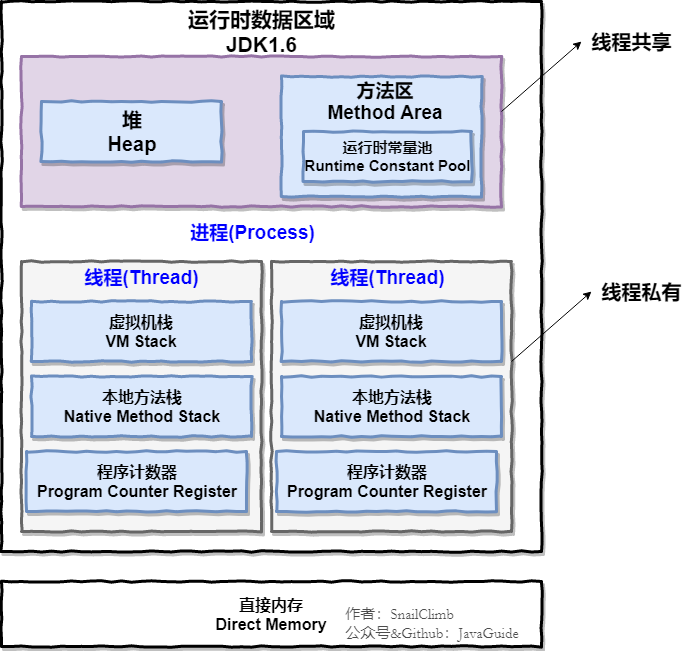 运行时数据区域
JDK1.6
线程共享
堆
Heap
方法区
Method Area
运行时常量池
Runtime Constant Pool
进程(Process)
线程(Thread)
虚拟机栈
VM Stack
本地方法栈
Native Method Stack
程序计数器
Program Counter Register
线程(Thread)
虚拟机栈
VM Stack
本地方法栈
Native Method Stack
程序计数器
Program Counter Register
线程私有
直接内存
Direct Memory
作者：SnailClimb
公众号&Github：JavaGuide